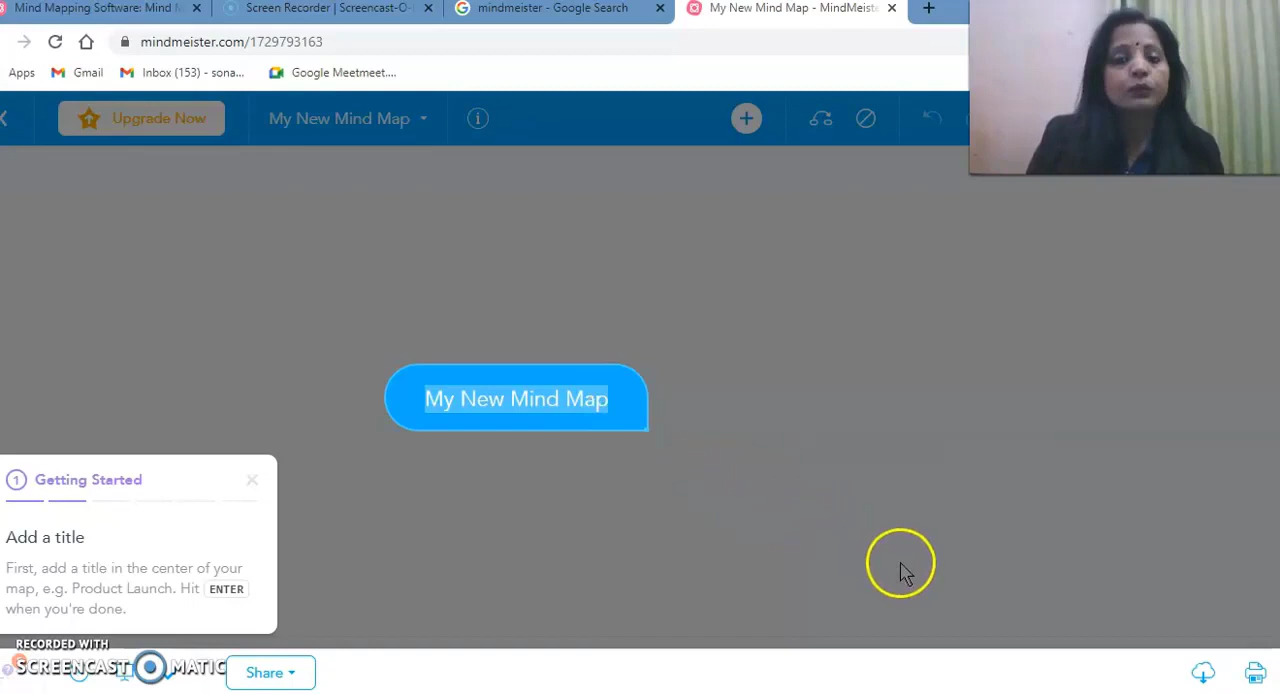 Mind Mapping Software: Mind M
Screen Recorder | Screencast-O-
mindmeister - Google Search
My New Mind Map - MindMeiste
mindmeister.com/1729793163
Apps
Gmail
Inbox (153) - sona...
Google Meetmeet....
Upgrade Now
My New Mind Map
My New Mind Map
1 Getting Started
Add a title
First, add a title in the center of your
map, e.g. Product Launch. Hit ENTER
when you're done.
RECORDED WITH
SCREENCAST MATIC
Share